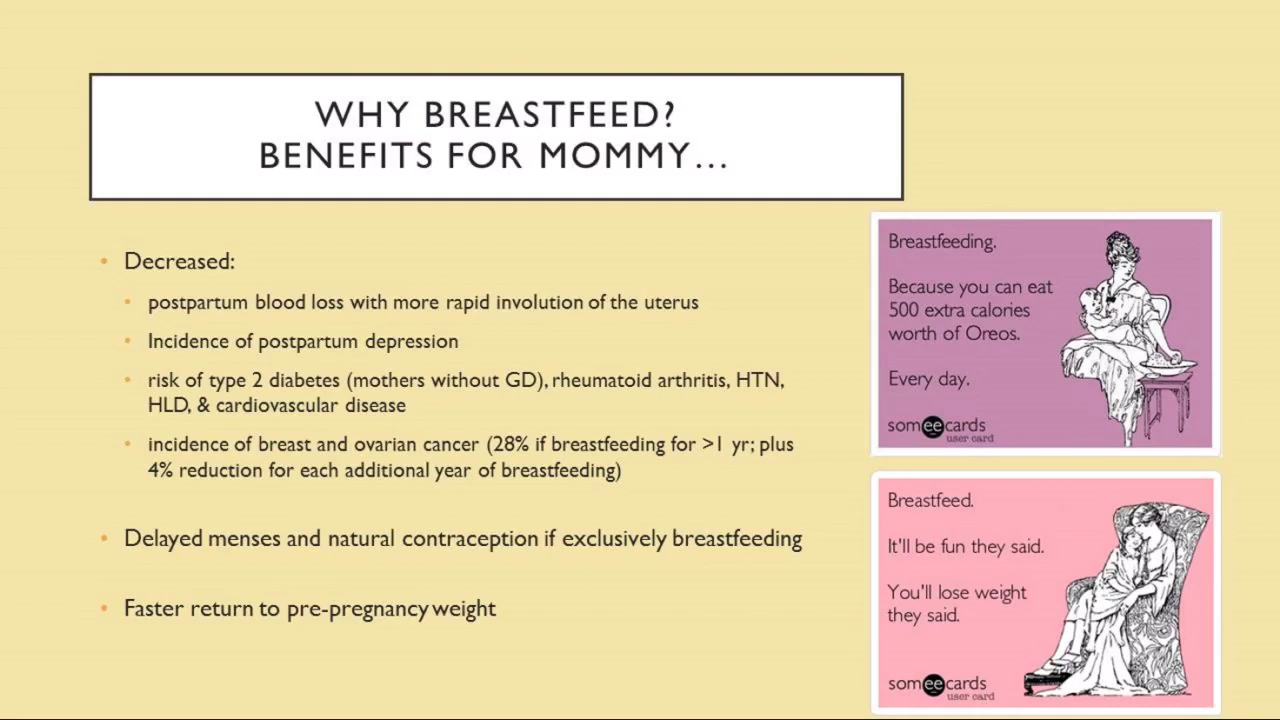 WHY BREASTFEED?
BENEFITS FOR MOMMY...
• Decreased:
• postpartum blood loss with more rapid involution of the uterus
• Incidence of postpartum depression
• risk of type 2 diabetes (mothers without GD), rheumatoid arthritis, HTN,
HLD, & cardiovascular disease
• incidence of breast and ovarian cancer (28% if breastfeeding for >1 yr; plus
4% reduction for each additional year of breastfeeding)
• Delayed menses and natural contraception if exclusively breastfeeding
• Faster return to pre-pregnancy weight
Breastfeeding.
Because you can eat
500 extra calories
worth of Oreos.
Every day.
someecards
user card
Breastfeed.
It'll be fun they said.
You'll lose weight
they said.
someecards
user card